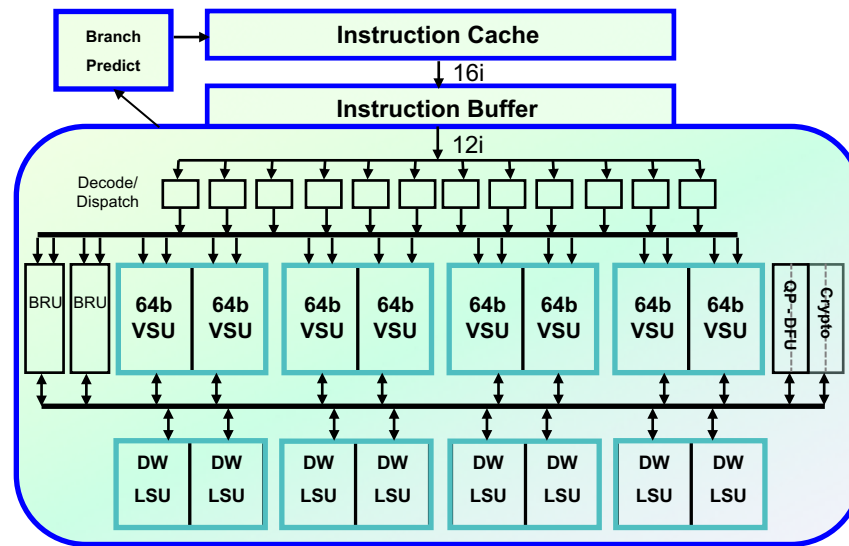 Branch
Predict
Instruction Cache
16i
Instruction Buffer
12i
Decode/
Dispatch
BRU
BRU
64b
VSU
64b
VSU
64b
VSU
64b
VSU
64b
VSU
64b
VSU
64b
VSU
64b
VSU
QP - DFU
Crypto
DW
LSU
DW
LSU
DW
LSU
DW
LSU
DW
LSU
DW
LSU
DW
LSU
DW
LSU